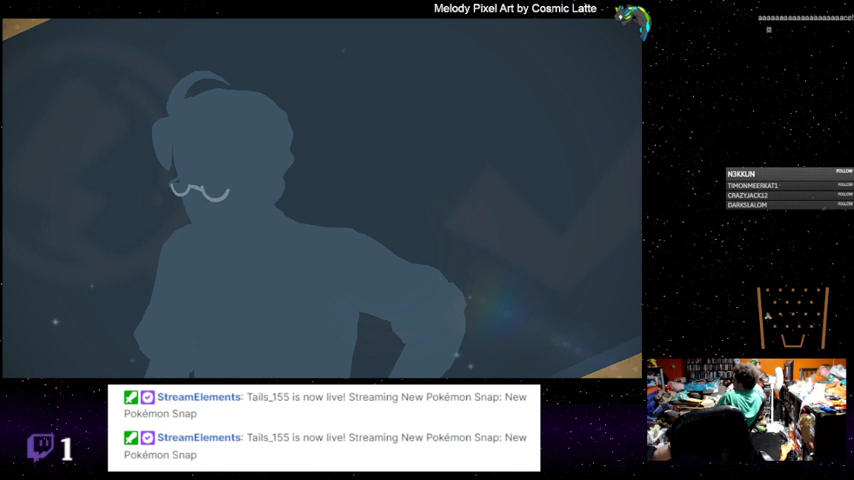 Melody Pixel Art by Cosmic Latte
aaaaaaaaaaaaaaaaaaaace!
N3KKUN FOLLOW
TIMONMEERKAT1 FOLLOW
CRAZYJACK12 FOLLOW
DARKSLALOM FOLLOW
StreamElements: Tails_155 is now live! Streaming New Pokémon Snap: New
Pokémon Snap
StreamElements: Tails_155 is now live! Streaming New Pokémon Snap: New
Pokémon Snap
1